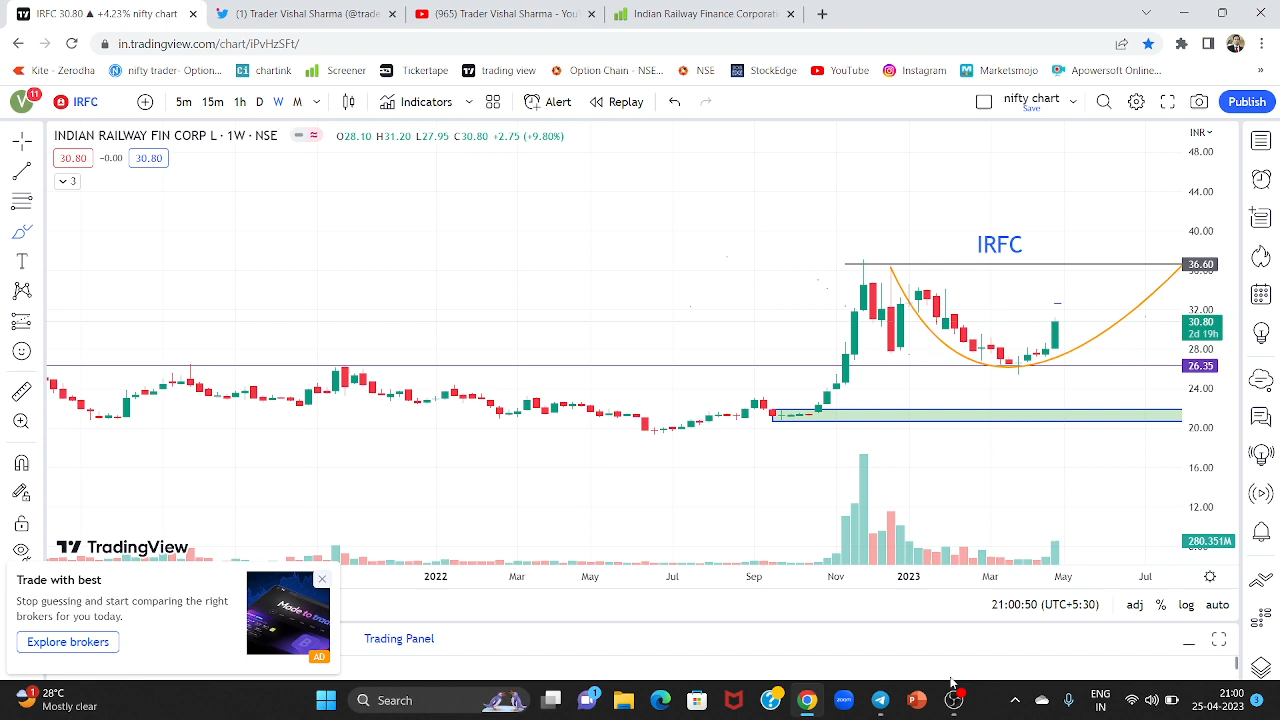 IRFC 30.80 ▲ +4.23% nifty chart
Trader Vishal Sharma (@trade
(965) Trader Vishal Sharma - You
Indian Railway Finance Corporat
in.tradingview.com/chart/iPvHzSFt/
Kite - Zerodha
nifty trader- Option...
chartink
Screener
Tickertape
trading view
Option Chain - NSE...
NSE
StockEdge
YouTube
Instagram
Marketsmojo
ApowersoftOnlin...
»
V
11
IRFC
5m 15m 1h D W M
Indicators
Alert
Replay
nifty chart
Save
Publish
INDIAN RAILWAY FIN CORP L · 1W · NSE
O28.10 H31.20 L27.95 C30.80 +2.75 (+9.80%)
INR
30.80 −0.00 30.80
3
48.00
44.00
40.00
IRFC
36.60
32.00
30.80
2d 19h
28.00
26.35
24.00
20.00
16.00
12.00
280.351M
TradingView
2022 Mar May Jul Sep Nov 2023 Mar May Jul
Trade with best
Stop guessing and start comparing the right
brokers for you today.
Explore brokers
AD
21:00:50 (UTC+5:30)
adj % log auto
Trading Panel
1
28°C
Mostly clear
Search
1
zoom
ENG
IN
21:00
25-04-2023
3